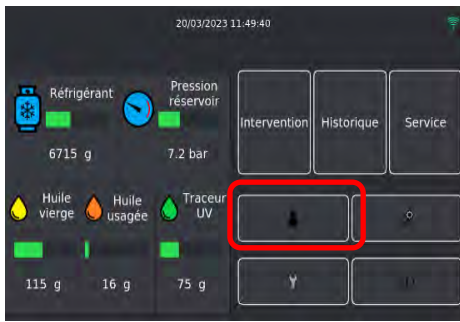 20/03/2023 11:49:40
Réfrigérant
6715 g
Pression
réservoir
7.2 bar
Intervention
Historique
Service
Huile
vierge
115 g
Huile
usagée
16 g
Traceur
UV
75 g